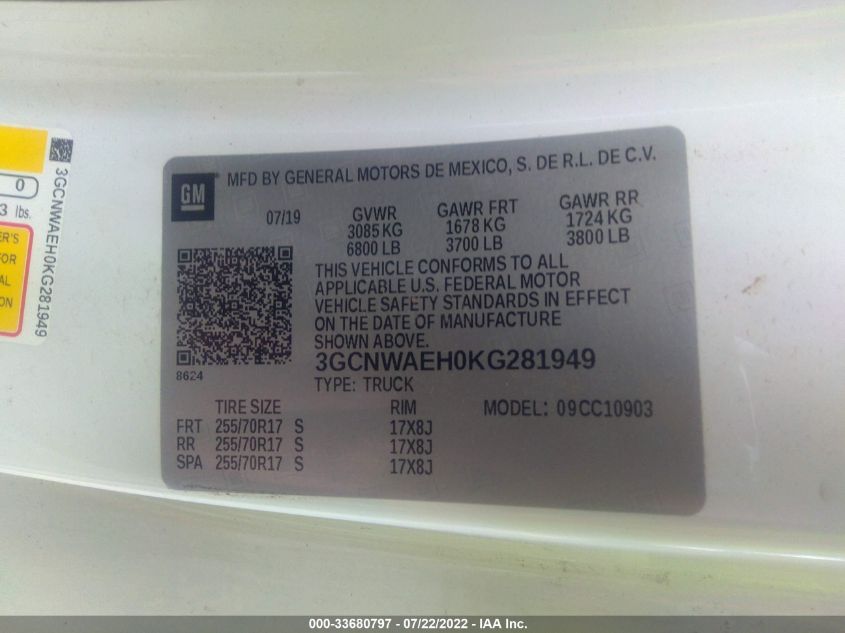 0
3 lbs.
ER'S
FOR
AL
ON
3GCNWAEH0KG281949
GM
MFD BY GENERAL MOTORS DE MEXICO, S. DE R.L. DE C.V.
07/19 GVWR GAWR FRT GAWR RR
3085 KG 1678 KG 1724 KG
6800 LB 3700 LB 3800 LB
THIS VEHICLE CONFORMS TO ALL
APPLICABLE U.S. FEDERAL MOTOR
VEHICLE SAFETY STANDARDS IN EFFECT
ON THE DATE OF MANUFACTURE
SHOWN ABOVE.
3GCNWAEH0KG281949
8624
TYPE: TRUCK
TIRE SIZE RIM MODEL: 09CC10903
FRT 255/70R17 S 17X8J
RR 255/70R17 S 17X8J
SPA 255/70R17 S 17X8J
000-33680797 - 07/22/2022 - IAA Inc.